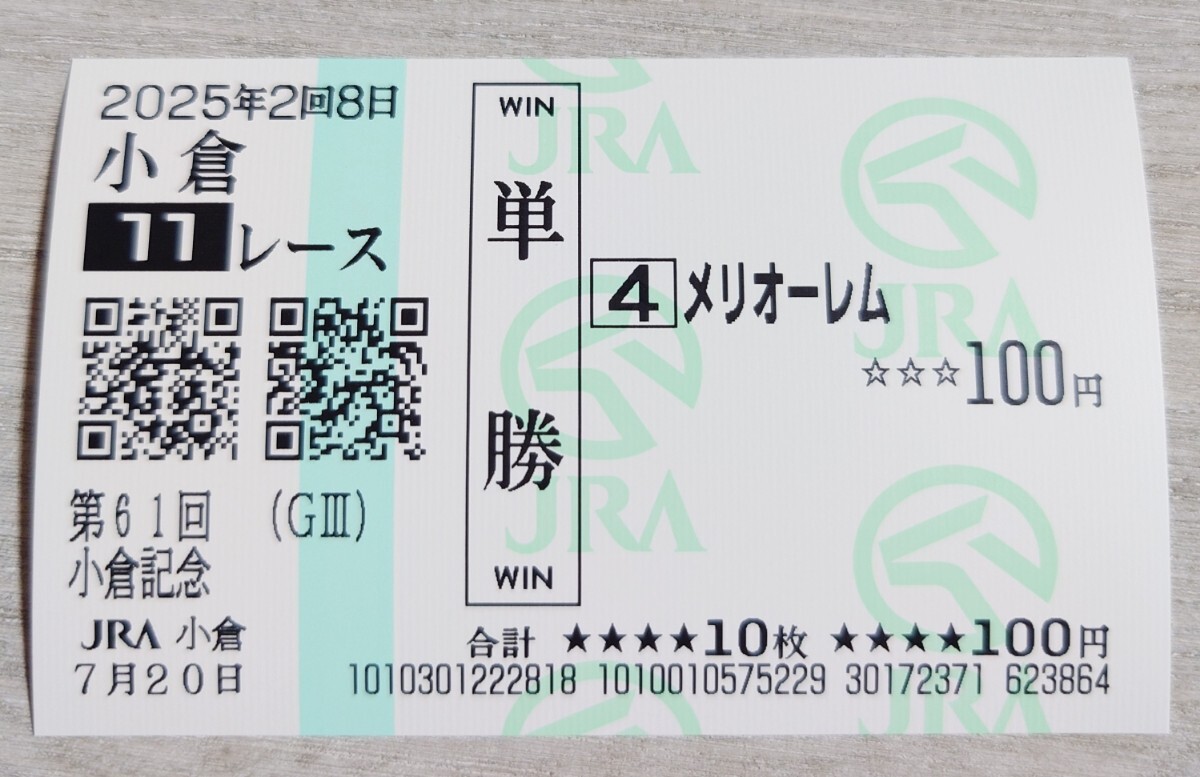 2025年2回8日
小倉
11レース
第61回 (GⅢ)
小倉記念
JRA 小倉
7月20日
WIN
単勝
WIN
4 メリオーレム
☆☆☆100円
合計 ★★★★10枚 ★★★★100円
1010301222818 1010010575229 30172371 623864
JRA
JRA
JRA
JRA